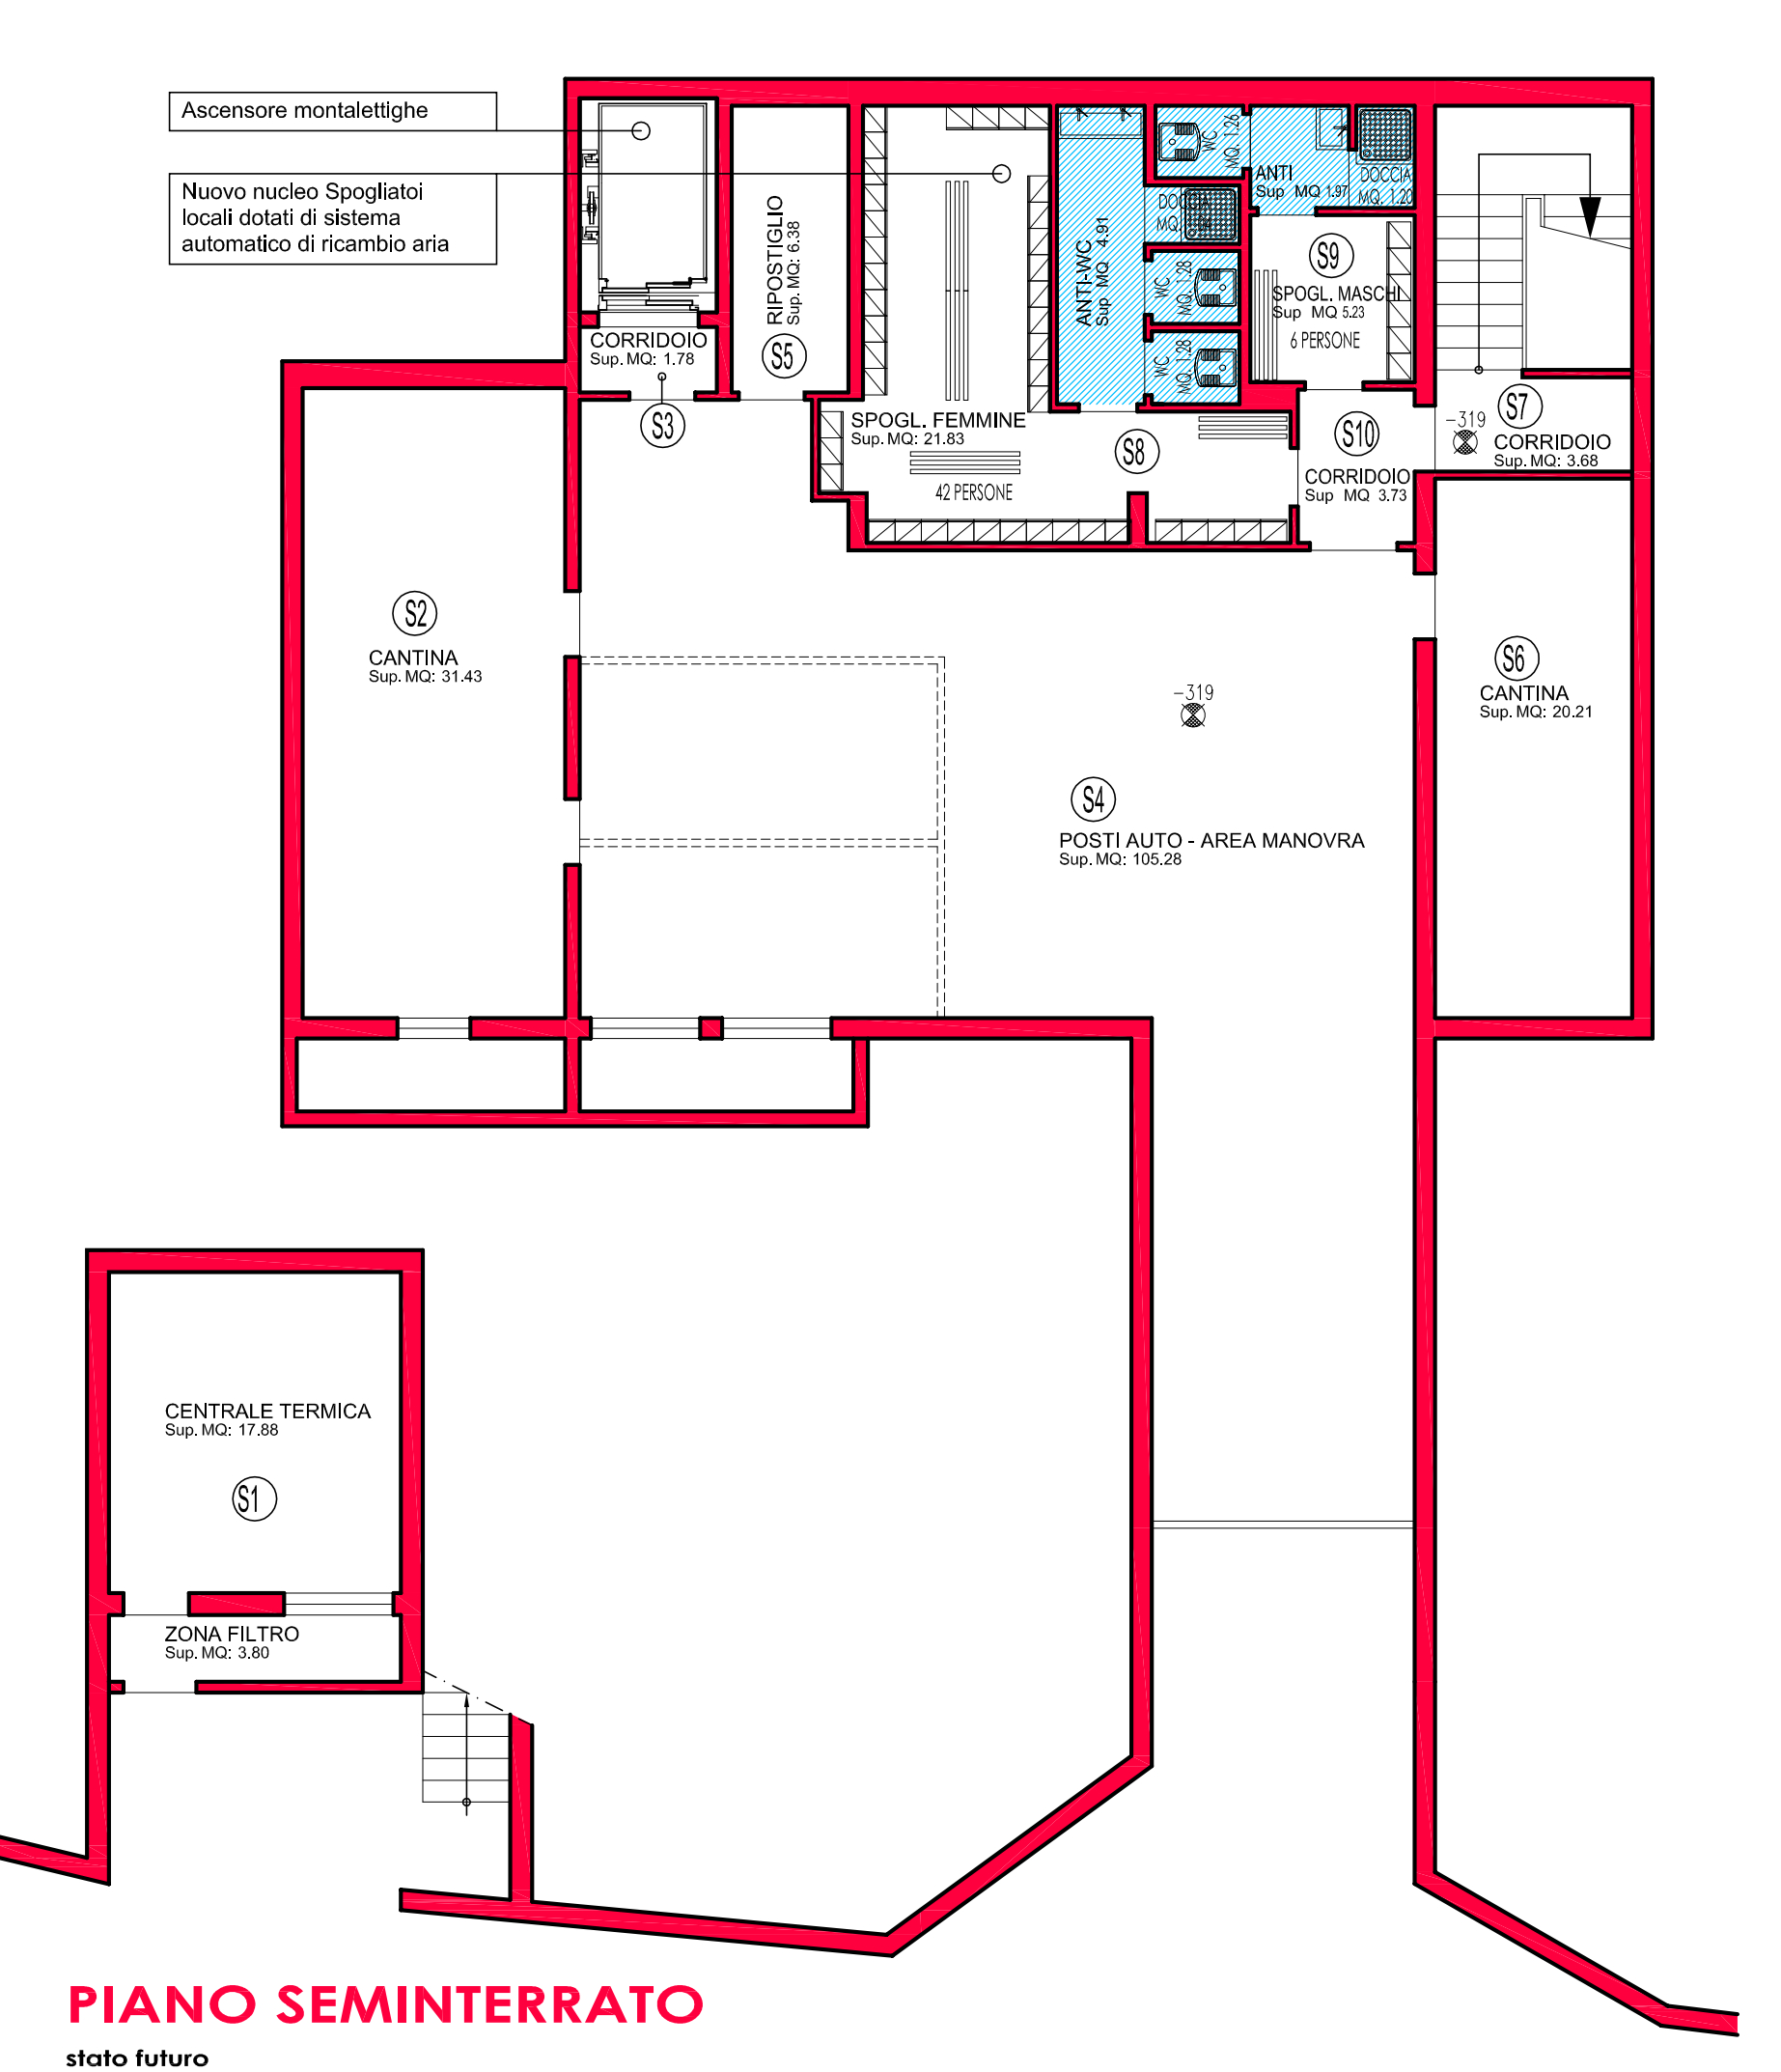 Ascensore montalettighe
Nuovo nucleo Spogliatoi
locali dotati di sistema
automatico di ricambio aria
CORRIDOIO
Sup. MQ: 1.78
S3
RIPOSTIGLIO
Sup. MQ: 6.38
S5
SPOGL. FEMMINE
Sup. MQ: 21.83
42 PERSONE
S8
ANTI-WC
Sup MQ 4.91
WC
MQ. 1.26
DOCCIA
MQ.
WC
MQ. 1.28
WC
MQ. 1.28
ANTI
Sup MQ 1.97
DOCCIA
MQ. 1.20
S9
SPOGL. MASCHI
Sup MQ 5.23
6 PERSONE
S10
CORRIDOIO
Sup MQ 3.73
S7
-319
CORRIDOIO
Sup. MQ: 3.68
S2
CANTINA
Sup. MQ: 31.43
S6
CANTINA
Sup. MQ: 20.21
-319
S4
POSTI AUTO - AREA MANOVRA
Sup. MQ: 105.28
CENTRALE TERMICA
Sup. MQ: 17.88
S1
ZONA FILTRO
Sup. MQ: 3.80
PIANO SEMINTERRATO
stato futuro